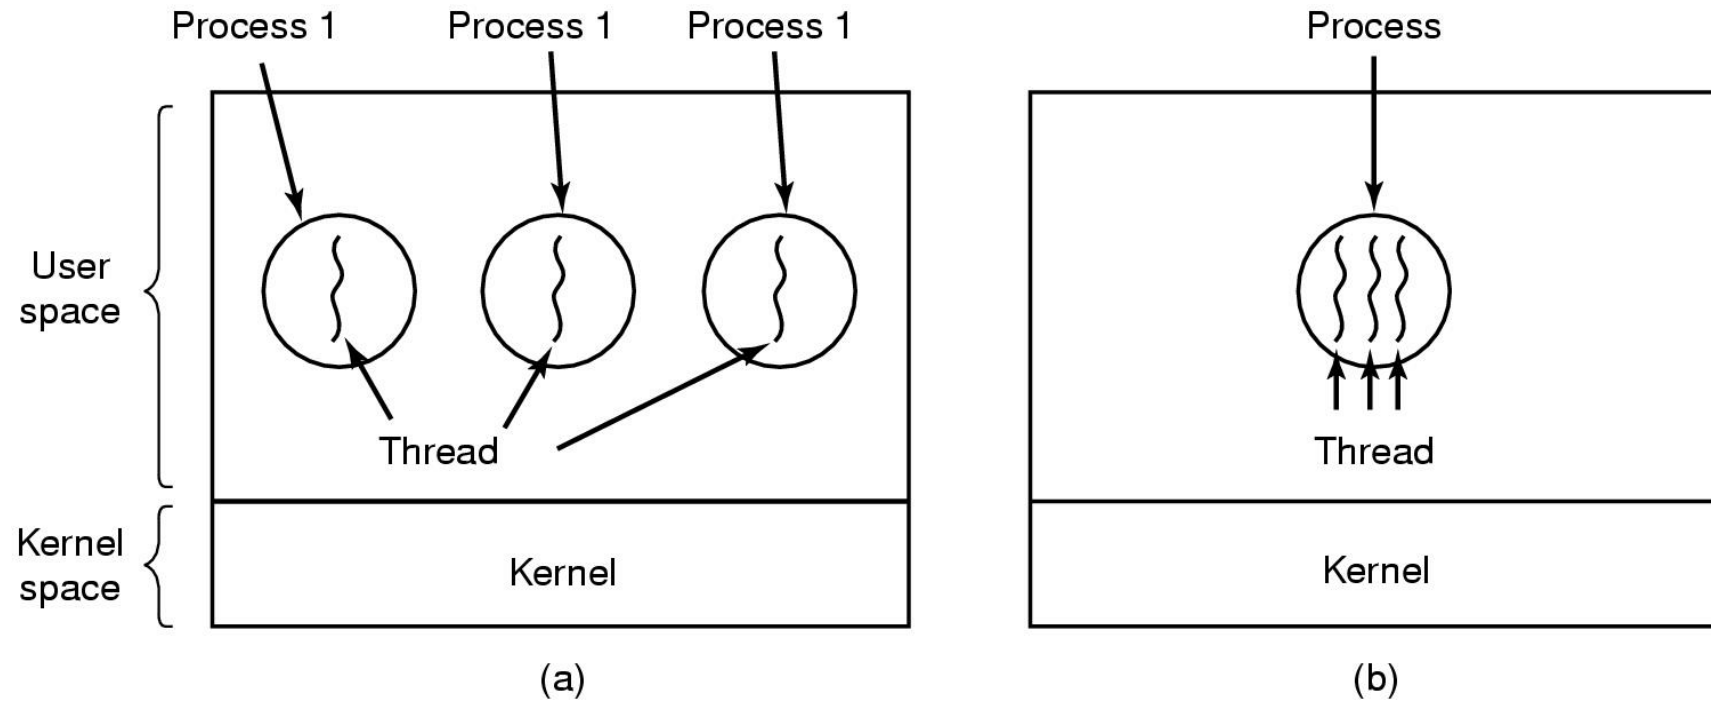 Process 1 Process 1 Process 1 Process
User
space
Thread Thread
Kernel
space
Kernel Kernel
(a) (b)